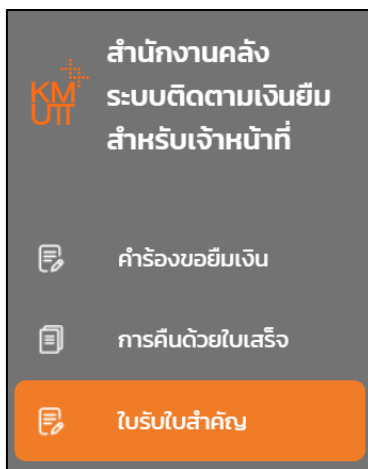 KMUTT
สำนักงานคลัง
ระบบติดตามเงินยืม
สำหรับเจ้าหน้าที่
คำร้องขอยืมเงิน
การคืนด้วยใบเสร็จ
ใบรับใบสำคัญ